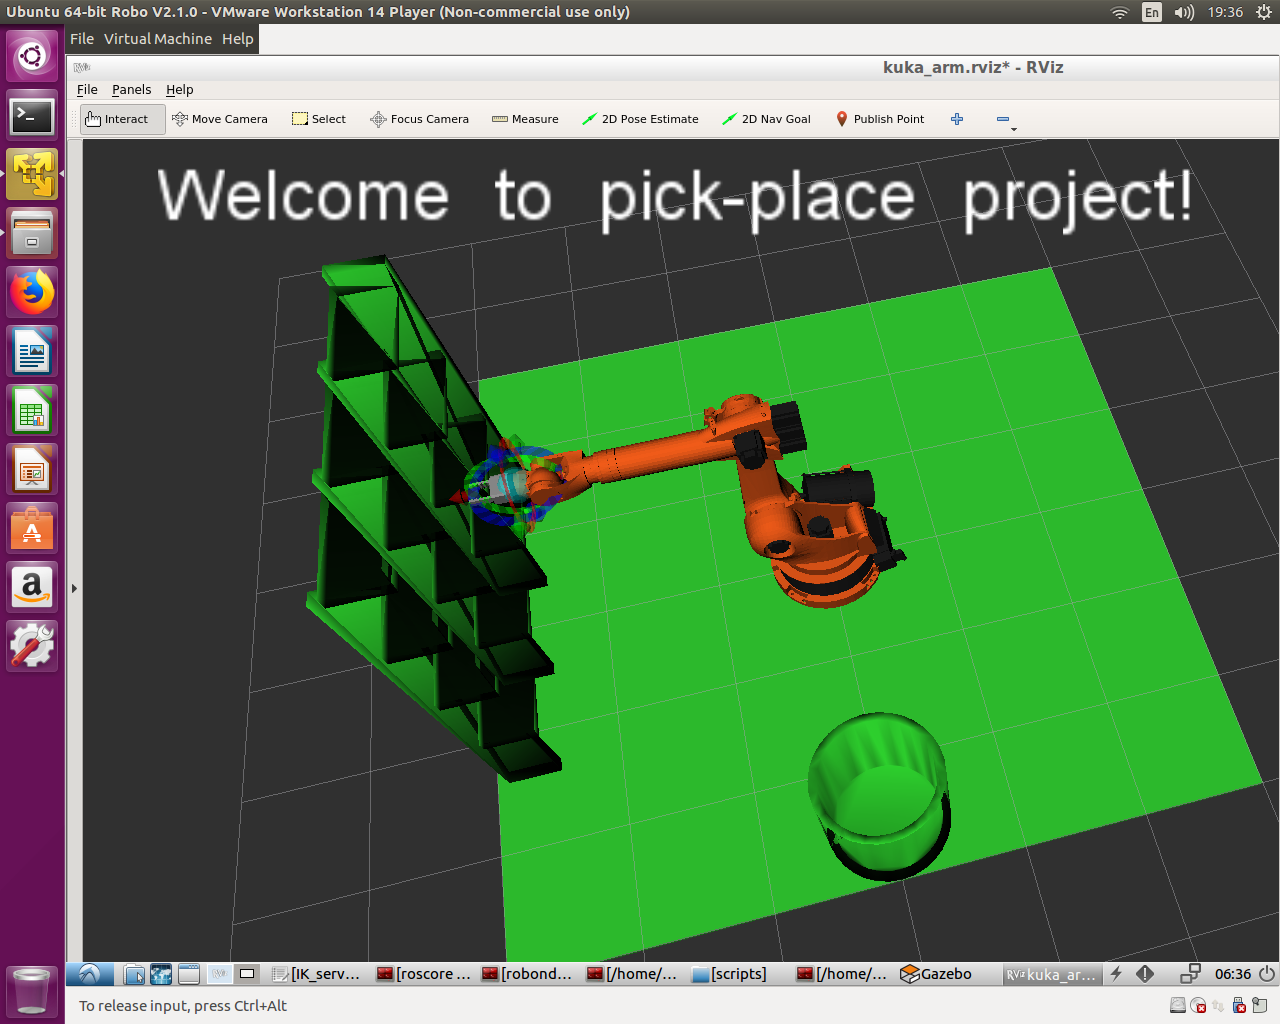 Ubuntu 64-bit Robo V2.1.0 - VMware Workstation 14 Player (Non-commercial use only)
En
19:36
File Virtual Machine Help
RViz
kuka_arm.rviz* - RViz
File Panels Help
Interact Move Camera Select Focus Camera Measure 2D Pose Estimate 2D Nav Goal Publish Point
Welcome to pick-place project!
[IK_serv... [roscore ... [robond... [/home/... [scripts] [/home/... Gazebo RViz kuka_ar... 06:36
To release input, press Ctrl+Alt